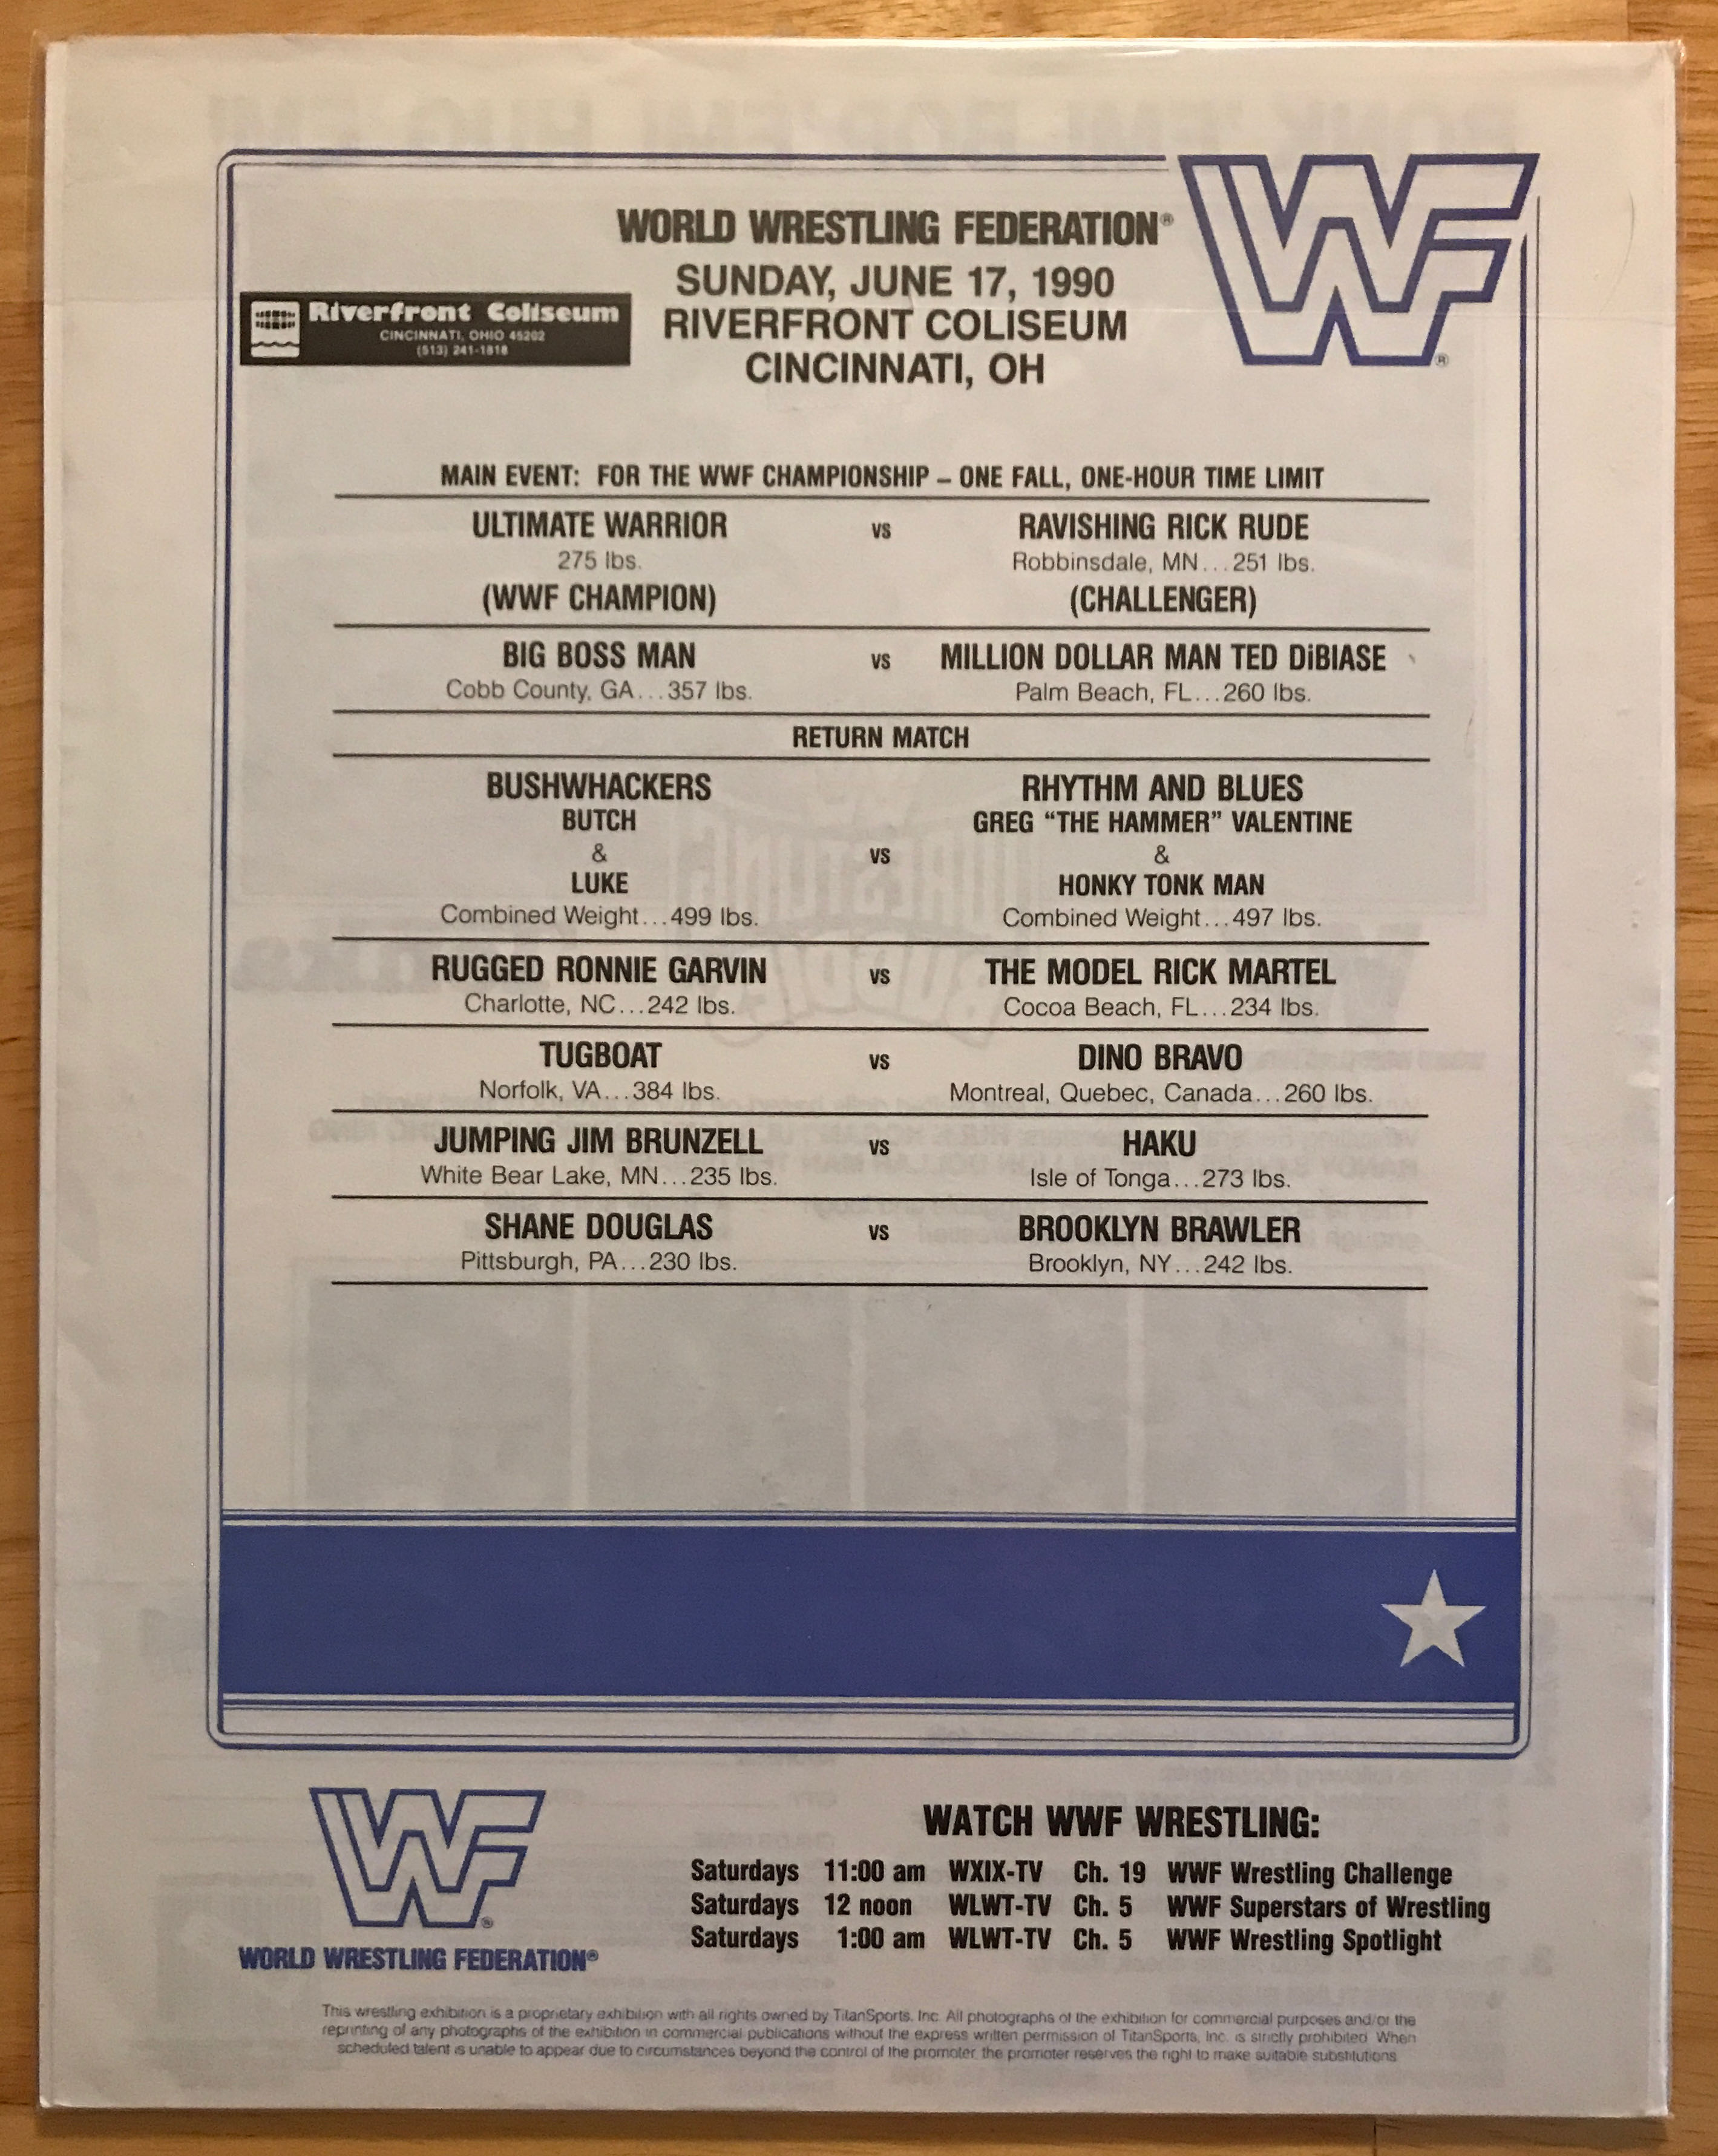 WORLD WRESTLING FEDERATION®
SUNDAY, JUNE 17, 1990
RIVERFRONT COLISEUM
CINCINNATI, OH
WF
®
Riverfront Coliseum
CINCINNATI, OHIO 45202
(513) 241-1818
MAIN EVENT: FOR THE WWF CHAMPIONSHIP – ONE FALL, ONE-HOUR TIME LIMIT
ULTIMATE WARRIOR vs RAVISHING RICK RUDE
275 lbs. Robbinsdale, MN...251 lbs.
(WWF CHAMPION) (CHALLENGER)
BIG BOSS MAN vs MILLION DOLLAR MAN TED DiBIASE
Cobb County, GA...357 lbs. Palm Beach, FL...260 lbs.
RETURN MATCH
BUSHWHACKERS RHYTHM AND BLUES
BUTCH GREG “THE HAMMER” VALENTINE
& vs &
LUKE HONKY TONK MAN
Combined Weight...499 lbs. Combined Weight...497 lbs.
RUGGED RONNIE GARVIN vs THE MODEL RICK MARTEL
Charlotte, NC...242 lbs. Cocoa Beach, FL...234 lbs.
TUGBOAT vs DINO BRAVO
Norfolk, VA...384 lbs. Montreal, Quebec, Canada...260 lbs.
JUMPING JIM BRUNZELL vs HAKU
White Bear Lake, MN...235 lbs. Isle of Tonga...273 lbs.
SHANE DOUGLAS vs BROOKLYN BRAWLER
Pittsburgh, PA...230 lbs. Brooklyn, NY...242 lbs.
WF
®
WORLD WRESTLING FEDERATION®
WATCH WWF WRESTLING:
Saturdays 11:00 am WXIX-TV Ch. 19 WWF Wrestling Challenge
Saturdays 12 noon WLWT-TV Ch. 5 WWF Superstars of Wrestling
Saturdays 1:00 am WLWT-TV Ch. 5 WWF Wrestling Spotlight
This wrestling exhibition is a proprietary exhibition with all rights owned by TitanSports, Inc. All photographs of the exhibition for commercial purposes and/or the
reprinting of any photographs of the exhibition in commercial publications without the express written permission of TitanSports, Inc. is strictly prohibited. When
scheduled talent is unable to appear due to circumstances beyond the control of the promoter, the promoter reserves the right to make suitable substitutions